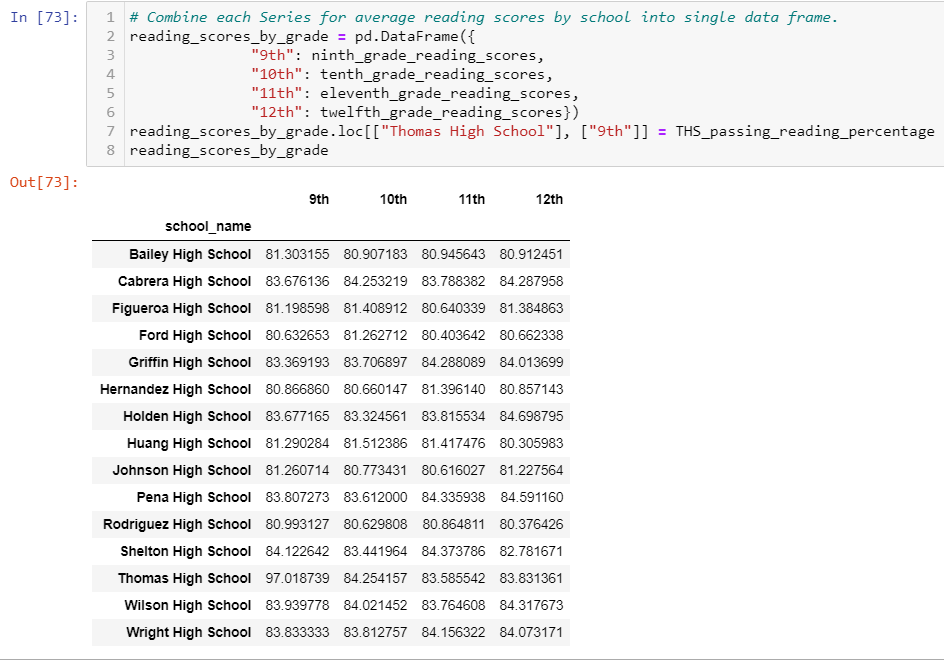 In [73]:
1 # Combine each Series for average reading scores by school into single data frame.
2 reading_scores_by_grade = pd.DataFrame({
3 "9th": ninth_grade_reading_scores,
4 "10th": tenth_grade_reading_scores,
5 "11th": eleventh_grade_reading_scores,
6 "12th": twelfth_grade_reading_scores})
7 reading_scores_by_grade.loc[["Thomas High School"], ["9th"]] = THS_passing_reading_percentage
8 reading_scores_by_grade
Out[73]:
9th 10th 11th 12th
school_name
Bailey High School 81.303155 80.907183 80.945643 80.912451
Cabrera High School 83.676136 84.253219 83.788382 84.287958
Figueroa High School 81.198598 81.408912 80.640339 81.384863
Ford High School 80.632653 81.262712 80.403642 80.662338
Griffin High School 83.369193 83.706897 84.288089 84.013699
Hernandez High School 80.866860 80.660147 81.396140 80.857143
Holden High School 83.677165 83.324561 83.815534 84.698795
Huang High School 81.290284 81.512386 81.417476 80.305983
Johnson High School 81.260714 80.773431 80.616027 81.227564
Pena High School 83.807273 83.612000 84.335938 84.591160
Rodriguez High School 80.993127 80.629808 80.864811 80.376426
Shelton High School 84.122642 83.441964 84.373786 82.781671
Thomas High School 97.018739 84.254157 83.585542 83.831361
Wilson High School 83.939778 84.021452 83.764608 84.317673
Wright High School 83.833333 83.812757 84.156322 84.073171